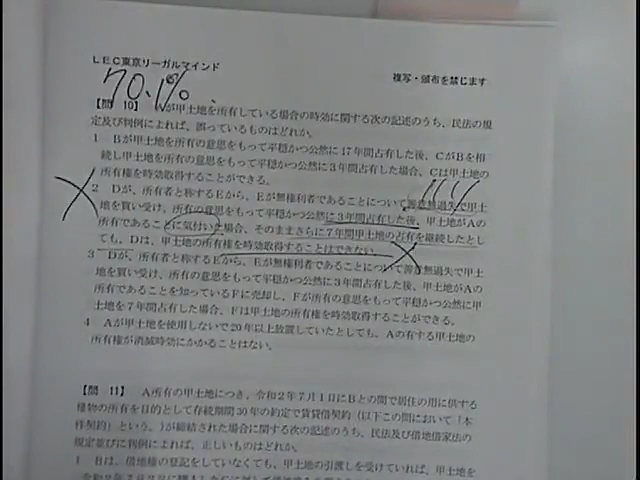 LEC東京リーガルマインド
複写・頒布を禁じます
70.1%
【問 10】 Aが甲土地を所有している場合の時効に関する次の記述のうち、民法の規
定及び判例によれば、誤っているものはどれか。
1 Bが甲土地を所有の意思をもって平穏かつ公然に17年間占有した後、CがBを相
続し甲土地を所有の意思をもって平穏かつ公然に3年間占有した場合、Cは甲土地の
所有権を時効取得することができる。
2 Dが、所有者と称するEから、Eが無権利者であることについて善意無過失で甲土
地を買い受け、所有の意思をもって平穏かつ公然に3年間占有した後、甲土地がAの
所有であることに気付いた場合、そのままさらに7年間甲土地の占有を継続したとし
ても、Dは、甲土地の所有権を時効取得することはできない。
3 Dが、所有者と称するEから、Eが無権利者であることについて善意無過失で甲土
地を買い受け、所有の意思をもって平穏かつ公然に3年間占有した後、甲土地がAの
所有であることを知っているFに売却し、Fが所有の意思をもって平穏かつ公然に甲
土地を7年間占有した場合、Fは甲土地の所有権を時効取得することができる。
4 Aが甲土地を使用しないで20年以上放置していたとしても、Aの有する甲土地の
所有権が消滅時効にかかることはない。
【問 11】 A所有の甲土地につき、令和2年7月1日にBとの間で居住の用に供する
建物の所有を目的として存続期間30年の約定で賃貸借契約(以下この問において「本
件契約」という。)が締結された場合に関する次の記述のうち、民法及び借地借家法の
規定並びに判例によれば、正しいものはどれか。
1 Bは、借地権の登記をしていなくても、甲土地の引渡しを受けていれば、甲土地を